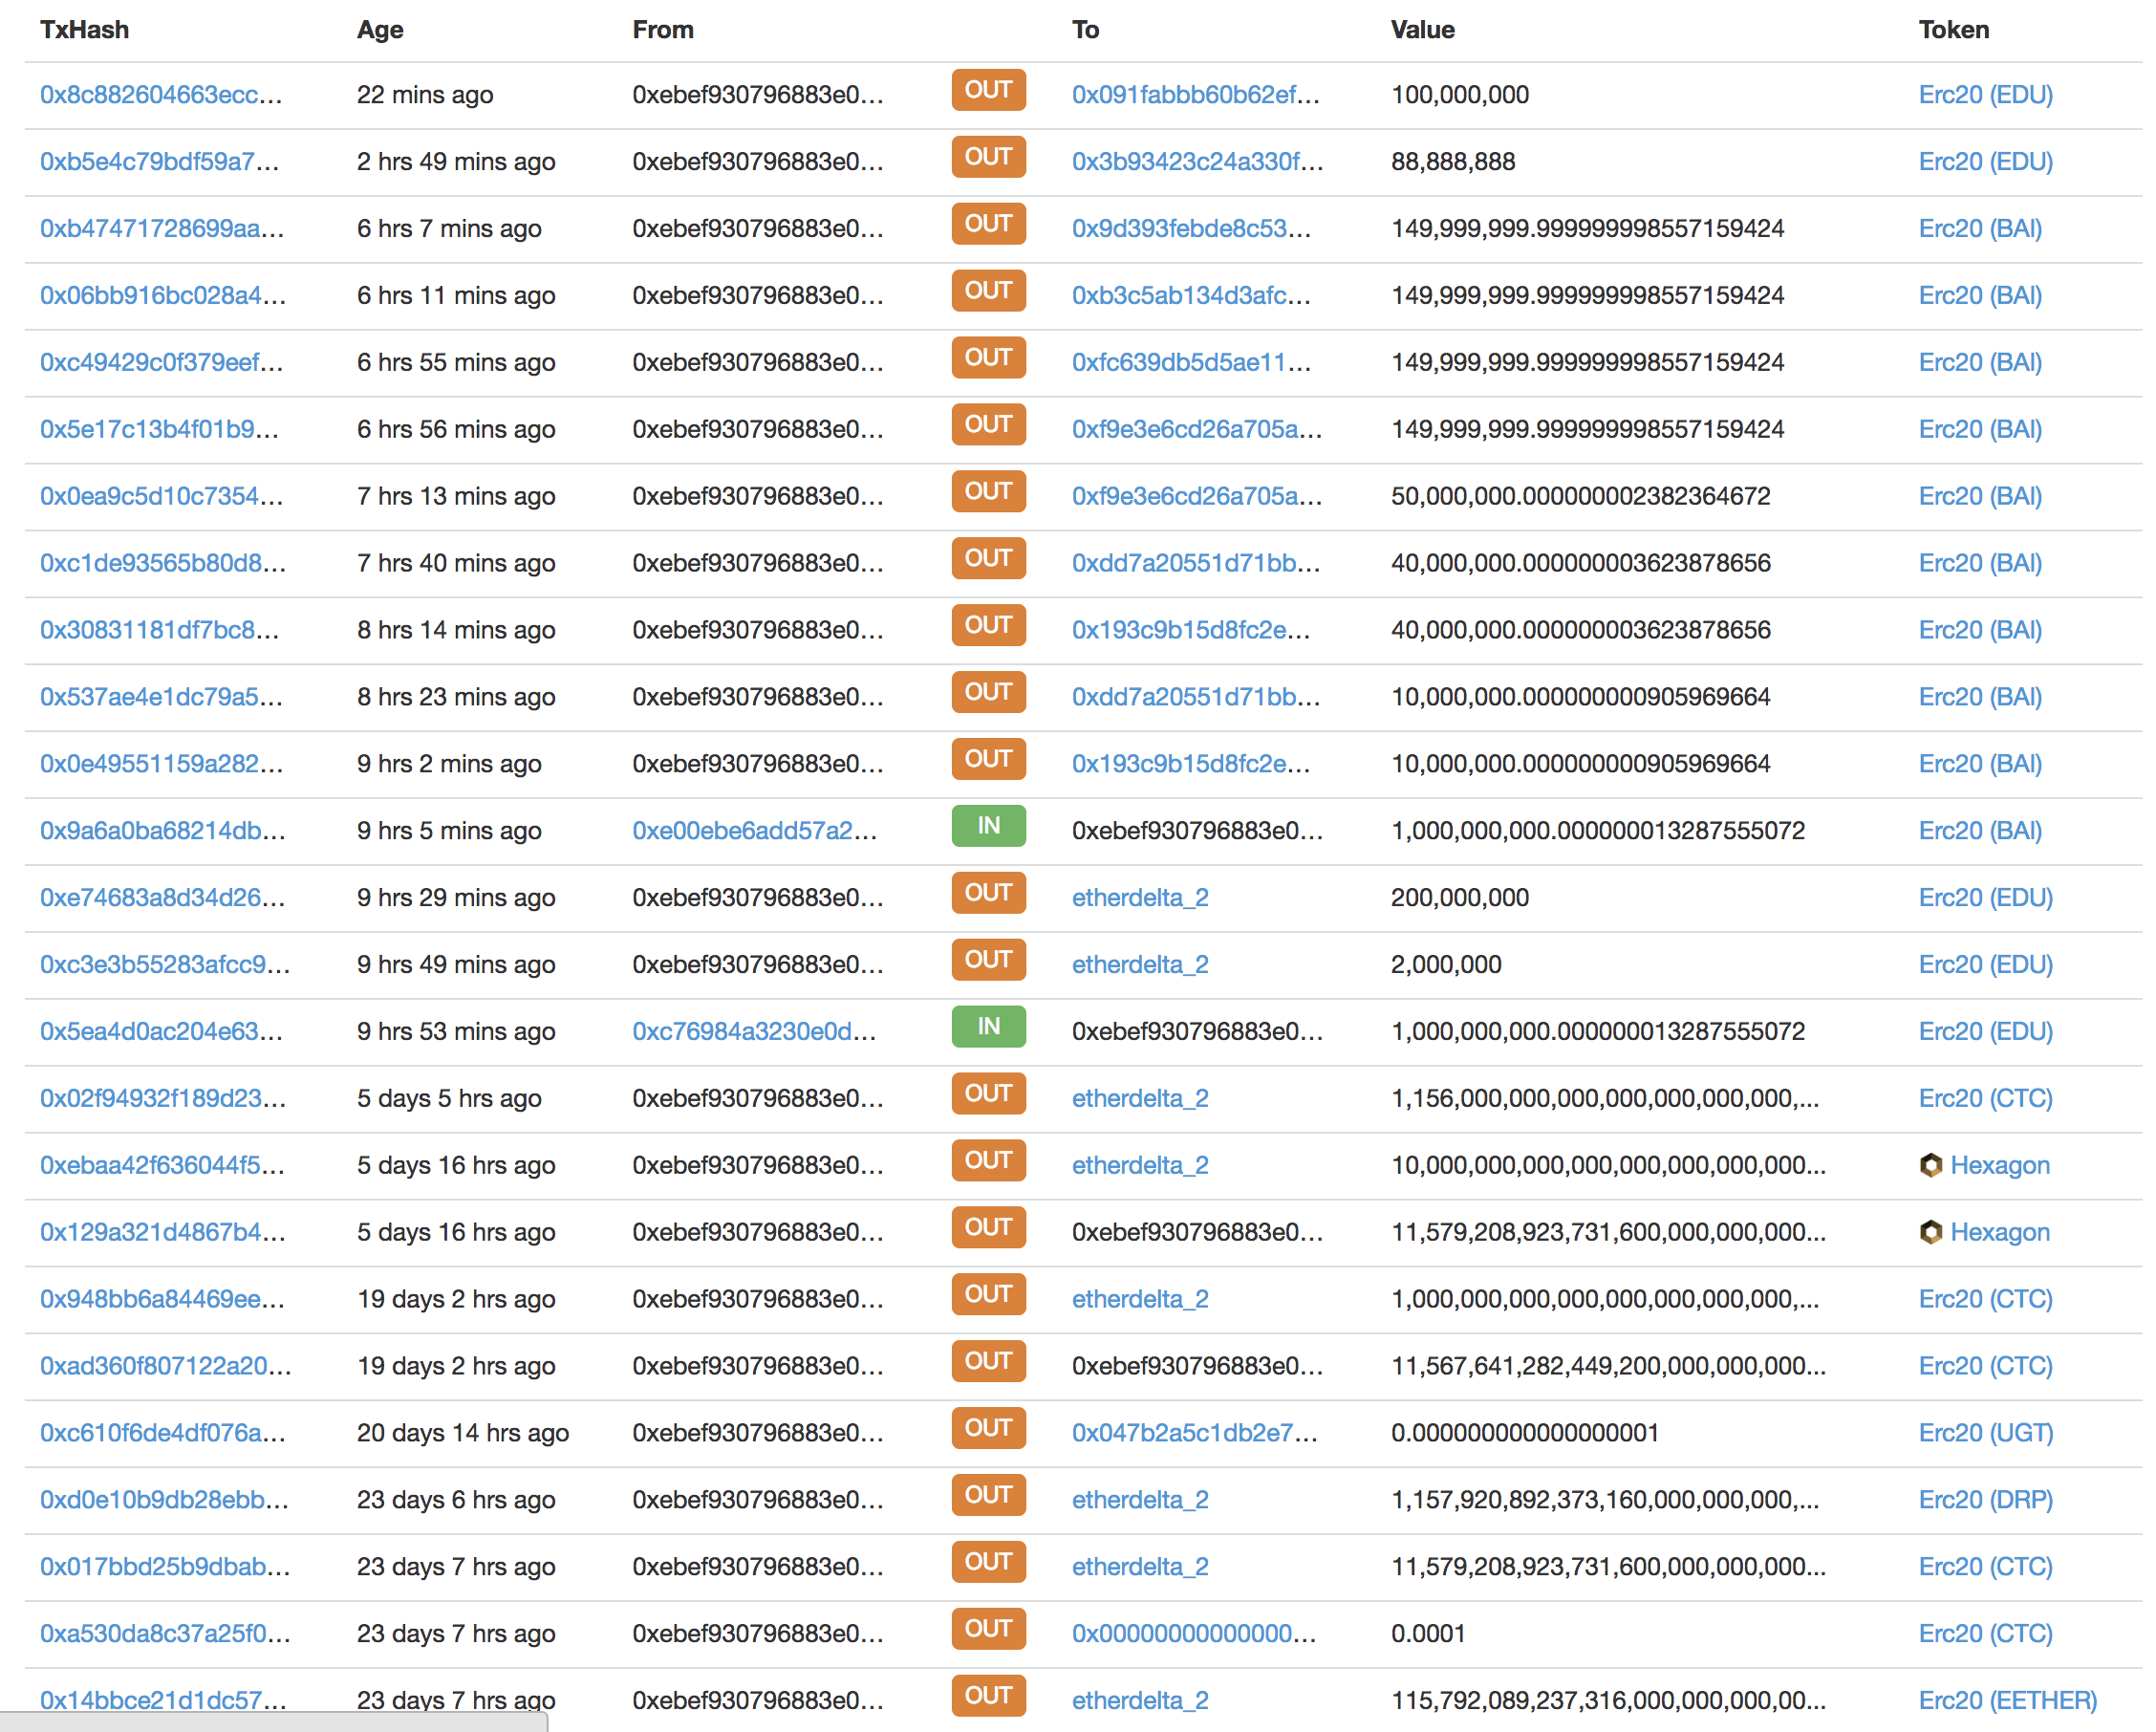 TxHash Age From To Value Token
0x8c882604663ecc... 22 mins ago 0xebef930796883e0... OUT 0x091fabbb60b62ef... 100,000,000 Erc20 (EDU)
0xb5e4c79bdf59a7... 2 hrs 49 mins ago 0xebef930796883e0... OUT 0x3b93423c24a330f... 88,888,888 Erc20 (EDU)
0xb47471728699aa... 6 hrs 7 mins ago 0xebef930796883e0... OUT 0x9d393febde8c53... 149,999,999.999999998557159424 Erc20 (BAI)
0x06bb916bc028a4... 6 hrs 11 mins ago 0xebef930796883e0... OUT 0xb3c5ab134d3afc... 149,999,999.999999998557159424 Erc20 (BAI)
0xc49429c0f379eef... 6 hrs 55 mins ago 0xebef930796883e0... OUT 0xfc639db5d5ae11... 149,999,999.999999998557159424 Erc20 (BAI)
0x5e17c13b4f01b9... 6 hrs 56 mins ago 0xebef930796883e0... OUT 0xf9e3e6cd26a705a... 149,999,999.999999998557159424 Erc20 (BAI)
0x0ea9c5d10c7354... 7 hrs 13 mins ago 0xebef930796883e0... OUT 0xf9e3e6cd26a705a... 50,000,000.000000002382364672 Erc20 (BAI)
0xc1de93565b80d8... 7 hrs 40 mins ago 0xebef930796883e0... OUT 0xdd7a20551d71bb... 40,000,000.000000003623878656 Erc20 (BAI)
0x30831181df7bc8... 8 hrs 14 mins ago 0xebef930796883e0... OUT 0x193c9b15d8fc2e... 40,000,000.000000003623878656 Erc20 (BAI)
0x537ae4e1dc79a5... 8 hrs 23 mins ago 0xebef930796883e0... OUT 0xdd7a20551d71bb... 10,000,000.000000000905969664 Erc20 (BAI)
0x0e49551159a282... 9 hrs 2 mins ago 0xebef930796883e0... OUT 0x193c9b15d8fc2e... 10,000,000.000000000905969664 Erc20 (BAI)
0x9a6a0ba68214db... 9 hrs 5 mins ago 0xe00ebe6add57a2... IN 0xebef930796883e0... 1,000,000,000.000000013287555072 Erc20 (BAI)
0xe74683a8d34d26... 9 hrs 29 mins ago 0xebef930796883e0... OUT etherdelta_2 200,000,000 Erc20 (EDU)
0xc3e3b55283afcc9... 9 hrs 49 mins ago 0xebef930796883e0... OUT etherdelta_2 2,000,000 Erc20 (EDU)
0x5ea4d0ac204e63... 9 hrs 53 mins ago 0xc76984a3230e0d... IN 0xebef930796883e0... 1,000,000,000.000000013287555072 Erc20 (EDU)
0x02f94932f189d23... 5 days 5 hrs ago 0xebef930796883e0... OUT etherdelta_2 1,156,000,000,000,000,000,000,000,... Erc20 (CTC)
0xebaa42f636044f5... 5 days 16 hrs ago 0xebef930796883e0... OUT etherdelta_2 10,000,000,000,000,000,000,000,000... Hexagon
0x129a321d4867b4... 5 days 16 hrs ago 0xebef930796883e0... OUT 0xebef930796883e0... 11,579,208,923,731,600,000,000,000... Hexagon
0x948bb6a84469ee... 19 days 2 hrs ago 0xebef930796883e0... OUT etherdelta_2 1,000,000,000,000,000,000,000,000,... Erc20 (CTC)
0xad360f807122a20... 19 days 2 hrs ago 0xebef930796883e0... OUT 0xebef930796883e0... 11,567,641,282,449,200,000,000,000... Erc20 (CTC)
0xc610f6de4df076a... 20 days 14 hrs ago 0xebef930796883e0... OUT 0x047b2a5c1db2e7... 0.000000000000000001 Erc20 (UGT)
0xd0e10b9db28ebb... 23 days 6 hrs ago 0xebef930796883e0... OUT etherdelta_2 1,157,920,892,373,160,000,000,000,... Erc20 (DRP)
0x017bbd25b9dbab... 23 days 7 hrs ago 0xebef930796883e0... OUT etherdelta_2 11,579,208,923,731,600,000,000,000... Erc20 (CTC)
0xa530da8c37a25f0... 23 days 7 hrs ago 0xebef930796883e0... OUT 0x00000000000000... 0.0001 Erc20 (CTC)
0x14bbce21d1dc57... 23 days 7 hrs ago 0xebef930796883e0... OUT etherdelta_2 115,792,089,237,316,000,000,000,00... Erc20 (EETHER)